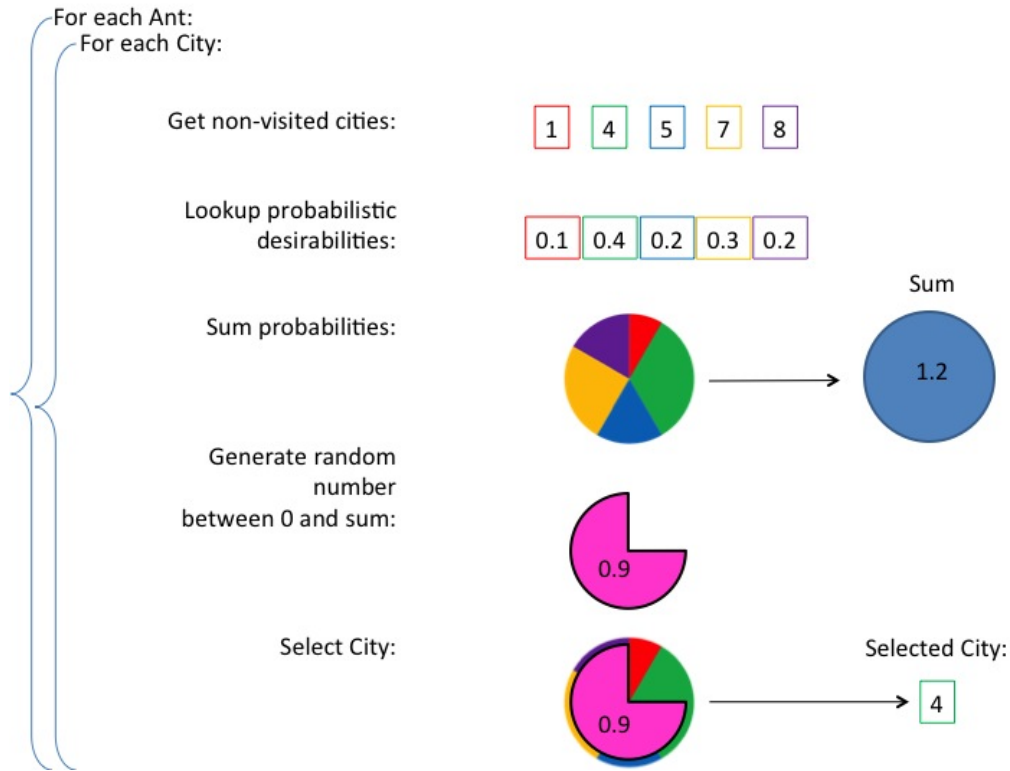 For each Ant:
For each City:
Get non-visited cities:
1 4 5 7 8
Lookup probabilistic
desirabilities:
0.1 0.4 0.2 0.3 0.2
Sum
Sum probabilities:
1.2
Generate random
number
between 0 and sum:
0.9
Select City:
Selected City:
0.9
4